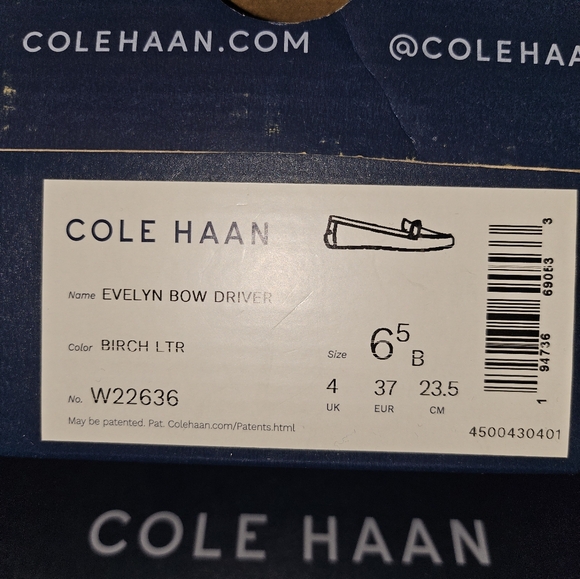 COLEHAAN.COM @COLEHAA
COLE HAAN
Name EVELYN BOW DRIVER
Color BIRCH LTR
Size 6⁵ B
4 37 23.5
UK EUR CM
No. W22636
May be patented. Pat. Colehaan.com/Patents.html
1 94736 69053 3
4500430401
COLE HAAN